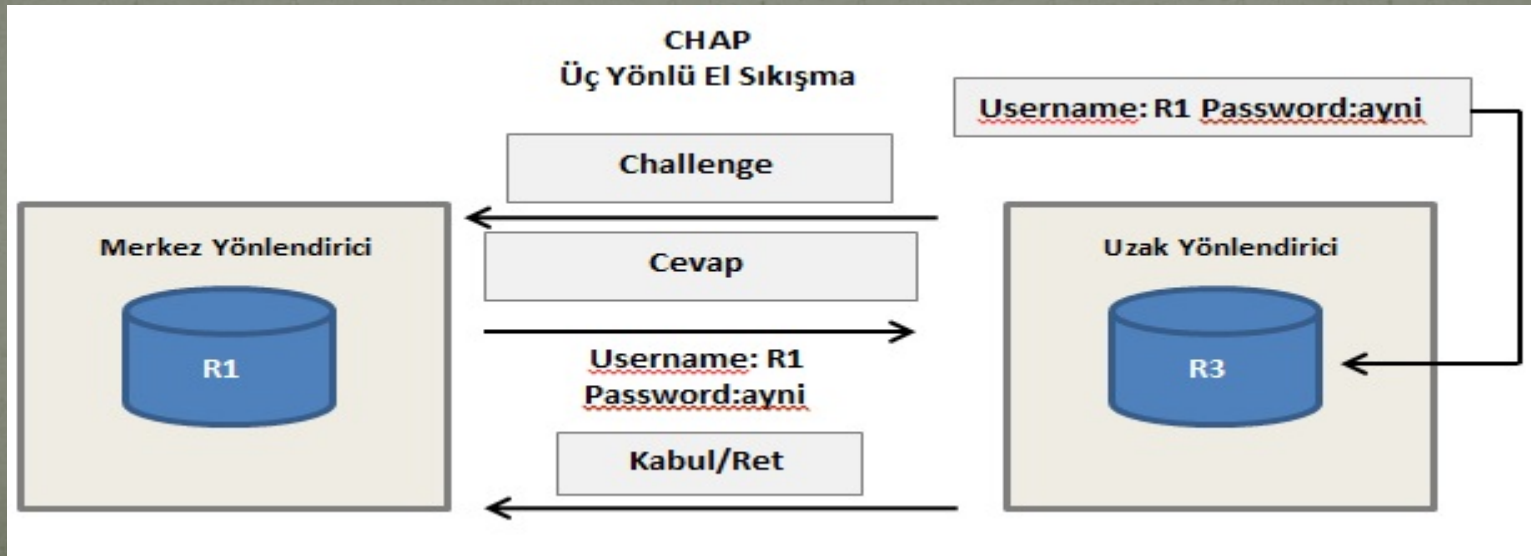 CHAP
Üç Yönlü El Sıkışma
Username: R1 Password:ayni
Challenge
Merkez Yönlendirici
Cevap
Uzak Yönlendirici
R1
Username: R1
Password:ayni
R3
Kabul/Ret